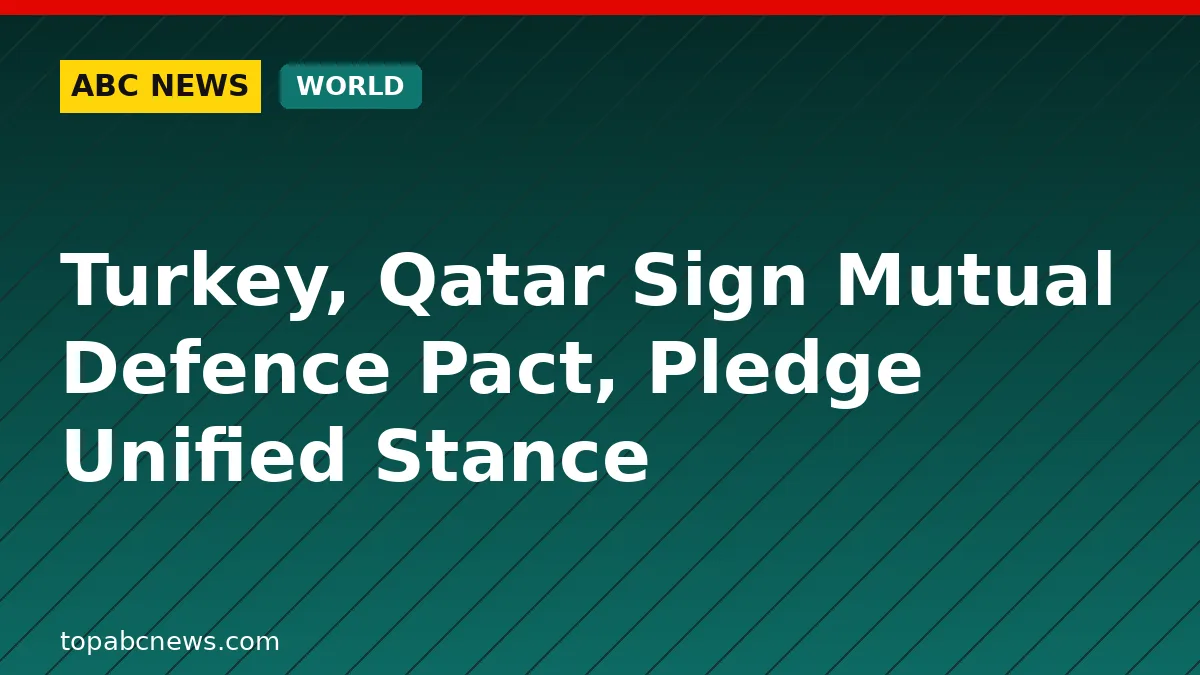 ABC NEWS
WORLD
Turkey, Qatar Sign Mutual
Defence Pact, Pledge
Unified Stance
topabcnews.com